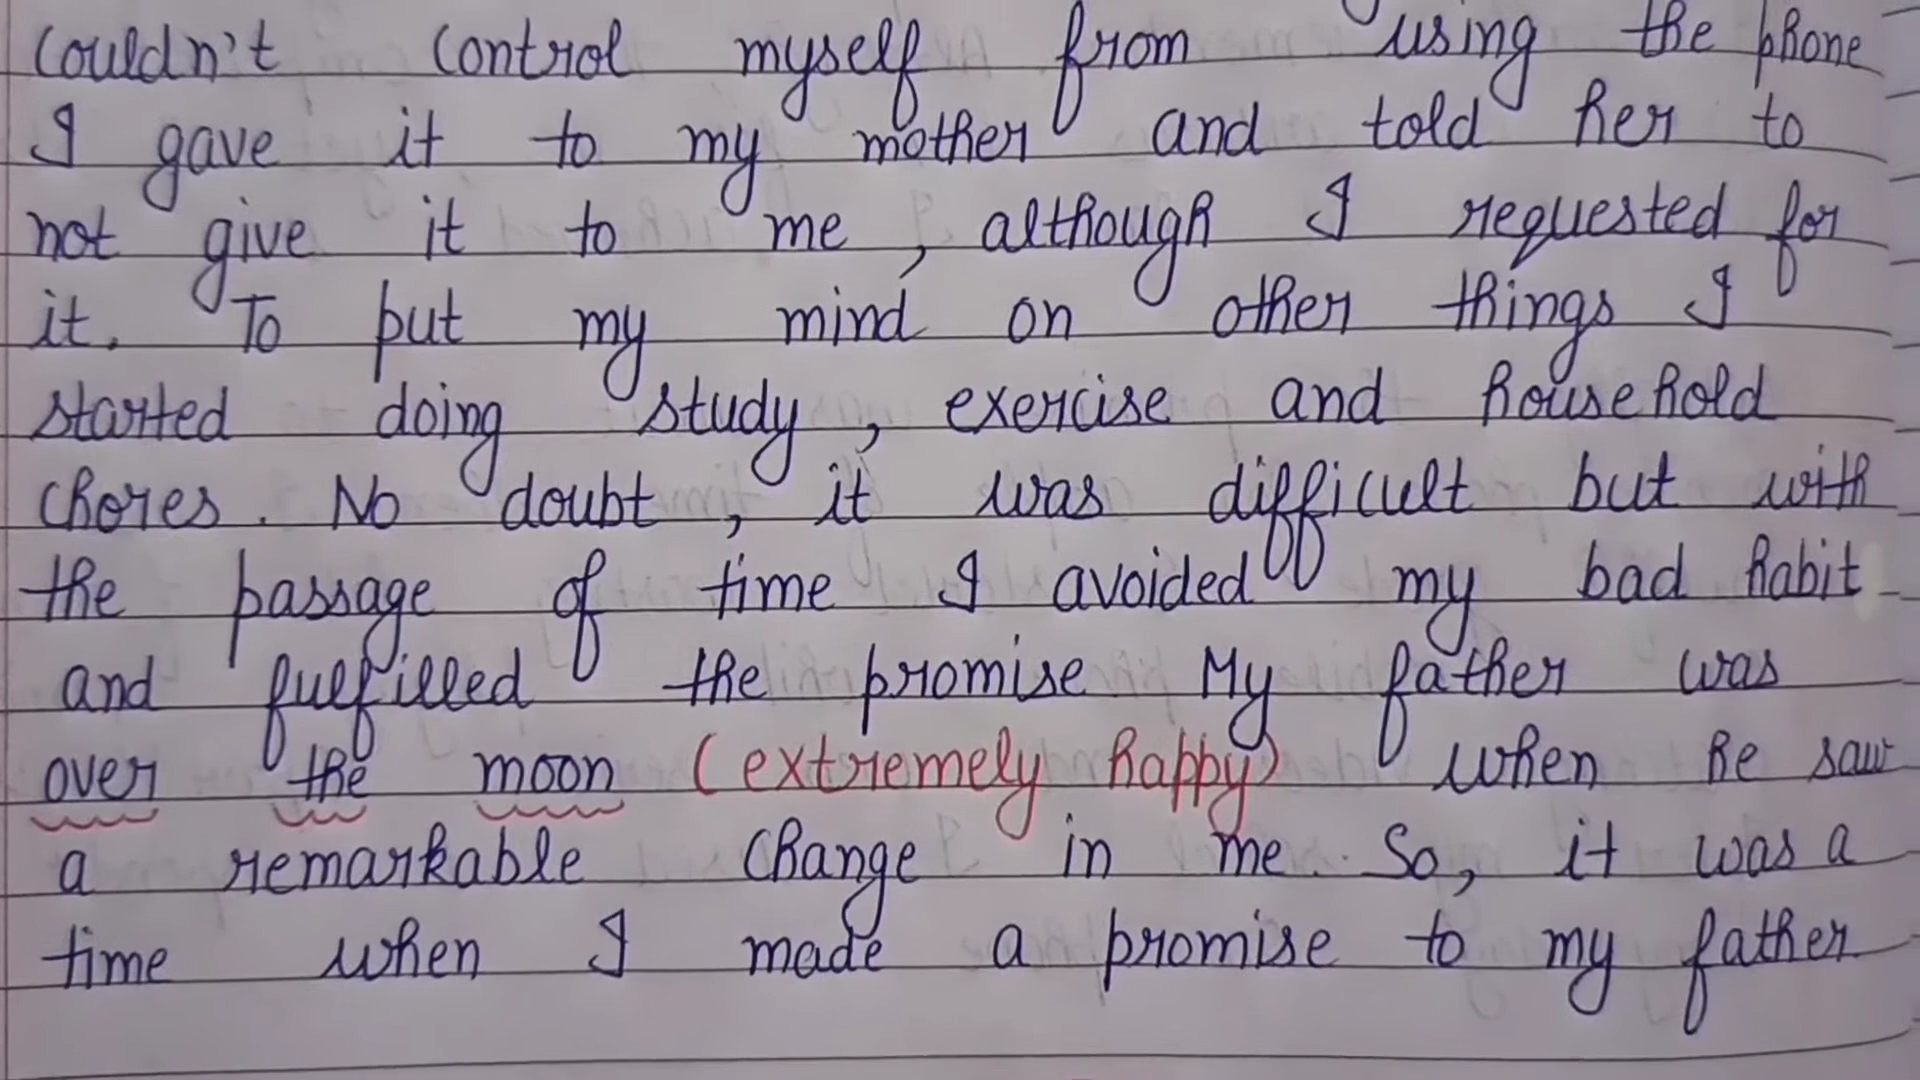 couldn't control myself from using the phone
I gave it to my mother and told her to
not give it to me, although I requested for
it. To put my mind on other things I
started doing study, exercise and household
chores. No doubt, it was difficult but with
the passage of time I avoided my bad habit
and fulfilled the promise My father was
over the moon (extremely happy) when he saw
a remarkable change in me. So, it was a
time when I made a promise to my father.